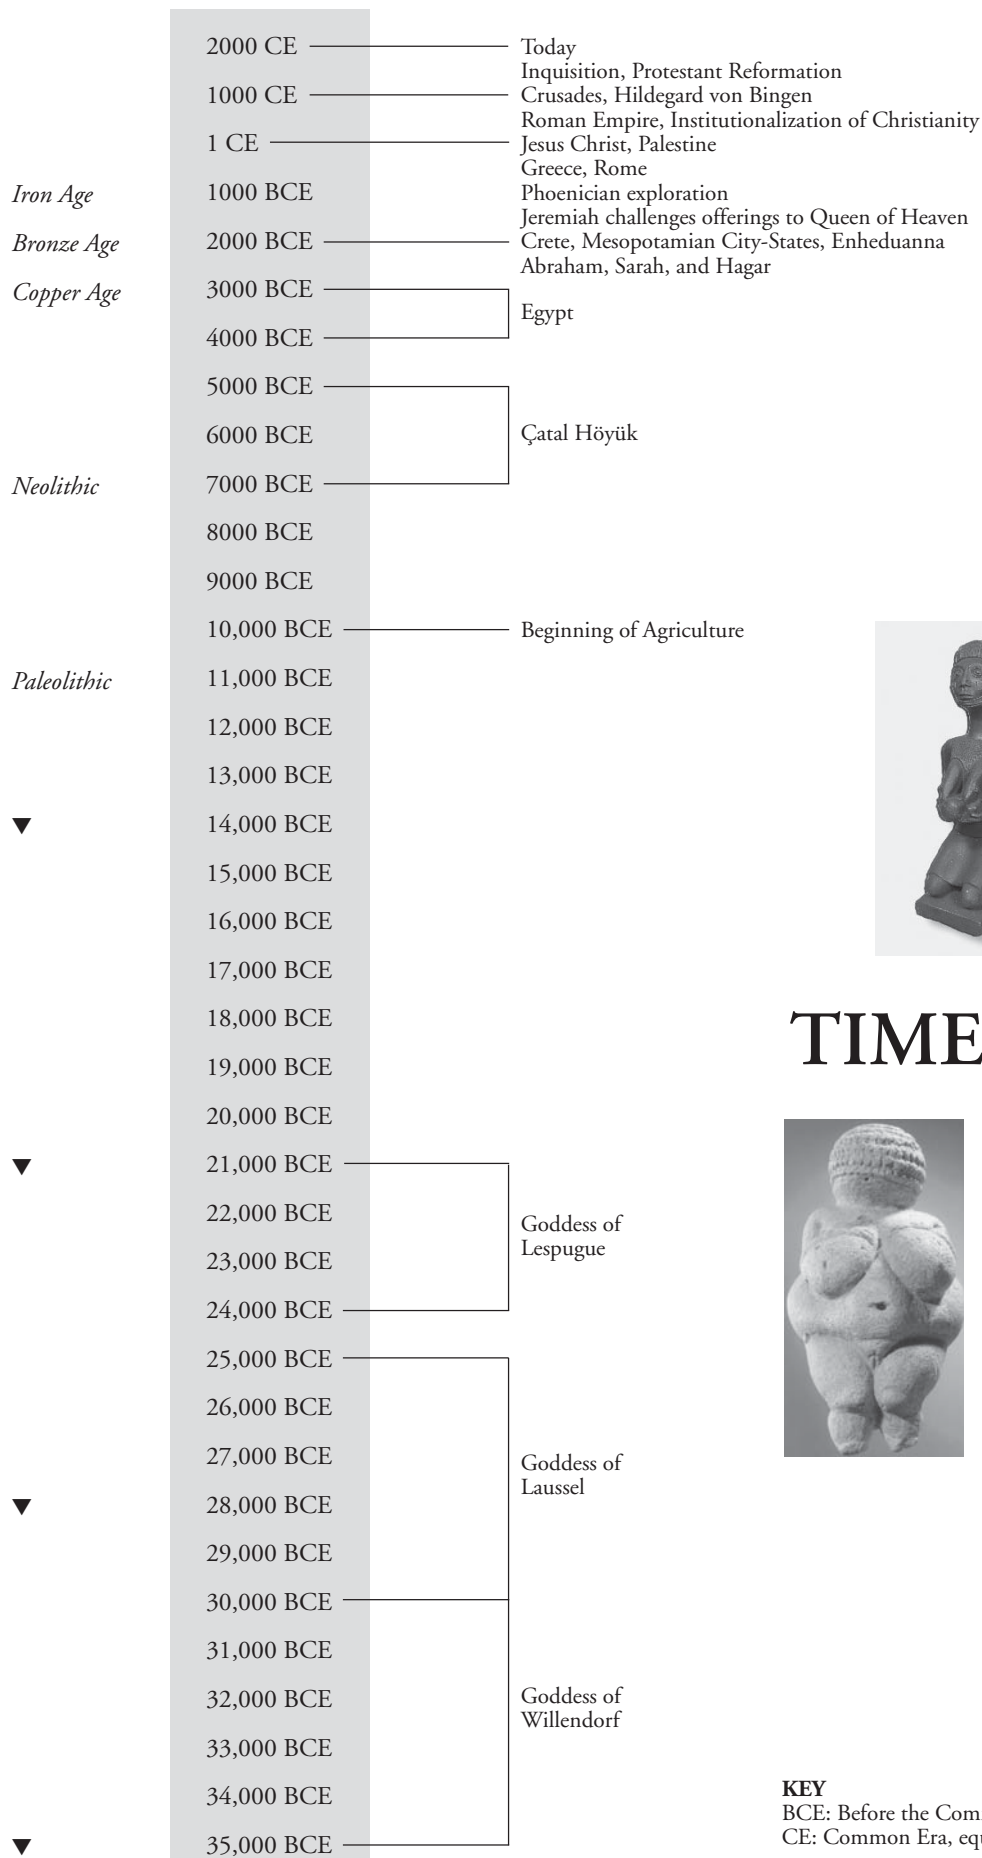 2000 CE Today
Inquisition, Protestant Reformation
1000 CE Crusades, Hildegard von Bingen
Roman Empire, Institutionalization of Christianity
1 CE Jesus Christ, Palestine
Greece, Rome
Iron Age 1000 BCE Phoenician exploration
Jeremiah challenges offerings to Queen of Heaven
Bronze Age 2000 BCE Crete, Mesopotamian City-States, Enheduanna
Abraham, Sarah, and Hagar
Copper Age 3000 BCE
Egypt
4000 BCE
5000 BCE
6000 BCE Çatal Höyük
Neolithic 7000 BCE
8000 BCE
9000 BCE
10,000 BCE Beginning of Agriculture
Paleolithic 11,000 BCE
12,000 BCE
13,000 BCE
14,000 BCE
15,000 BCE
16,000 BCE
17,000 BCE
18,000 BCE
TIME
19,000 BCE
20,000 BCE
21,000 BCE
22,000 BCE
Goddess of
Lespugue
23,000 BCE
24,000 BCE
25,000 BCE
26,000 BCE
27,000 BCE
Goddess of
Laussel
28,000 BCE
29,000 BCE
30,000 BCE
31,000 BCE
32,000 BCE
Goddess of
Willendorf
33,000 BCE
34,000 BCE
35,000 BCE
KEY
BCE: Before the Com
CE: Common Era, equ